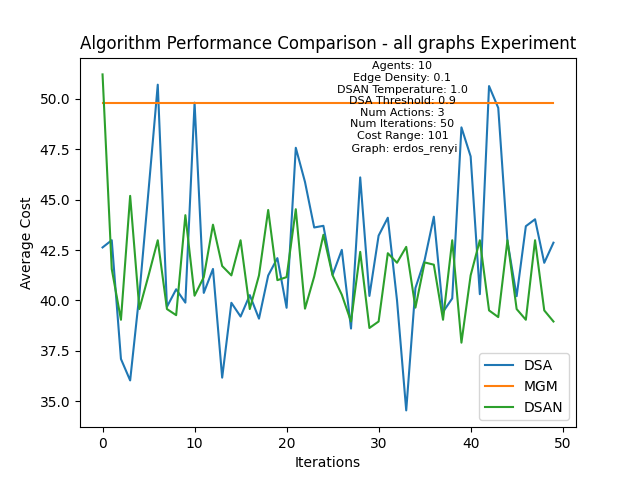 Algorithm Performance Comparison - all graphs Experiment
Agents: 10
Edge Density: 0.1
DSAN Temperature: 1.0
DSA Threshold: 0.9
Num Actions: 3
Num Iterations: 50
Cost Range: 101
Graph: erdos_renyi
Average Cost
50.0
47.5
45.0
42.5
40.0
37.5
35.0
DSA
MGM
DSAN
0 10 20 30 40 50
Iterations